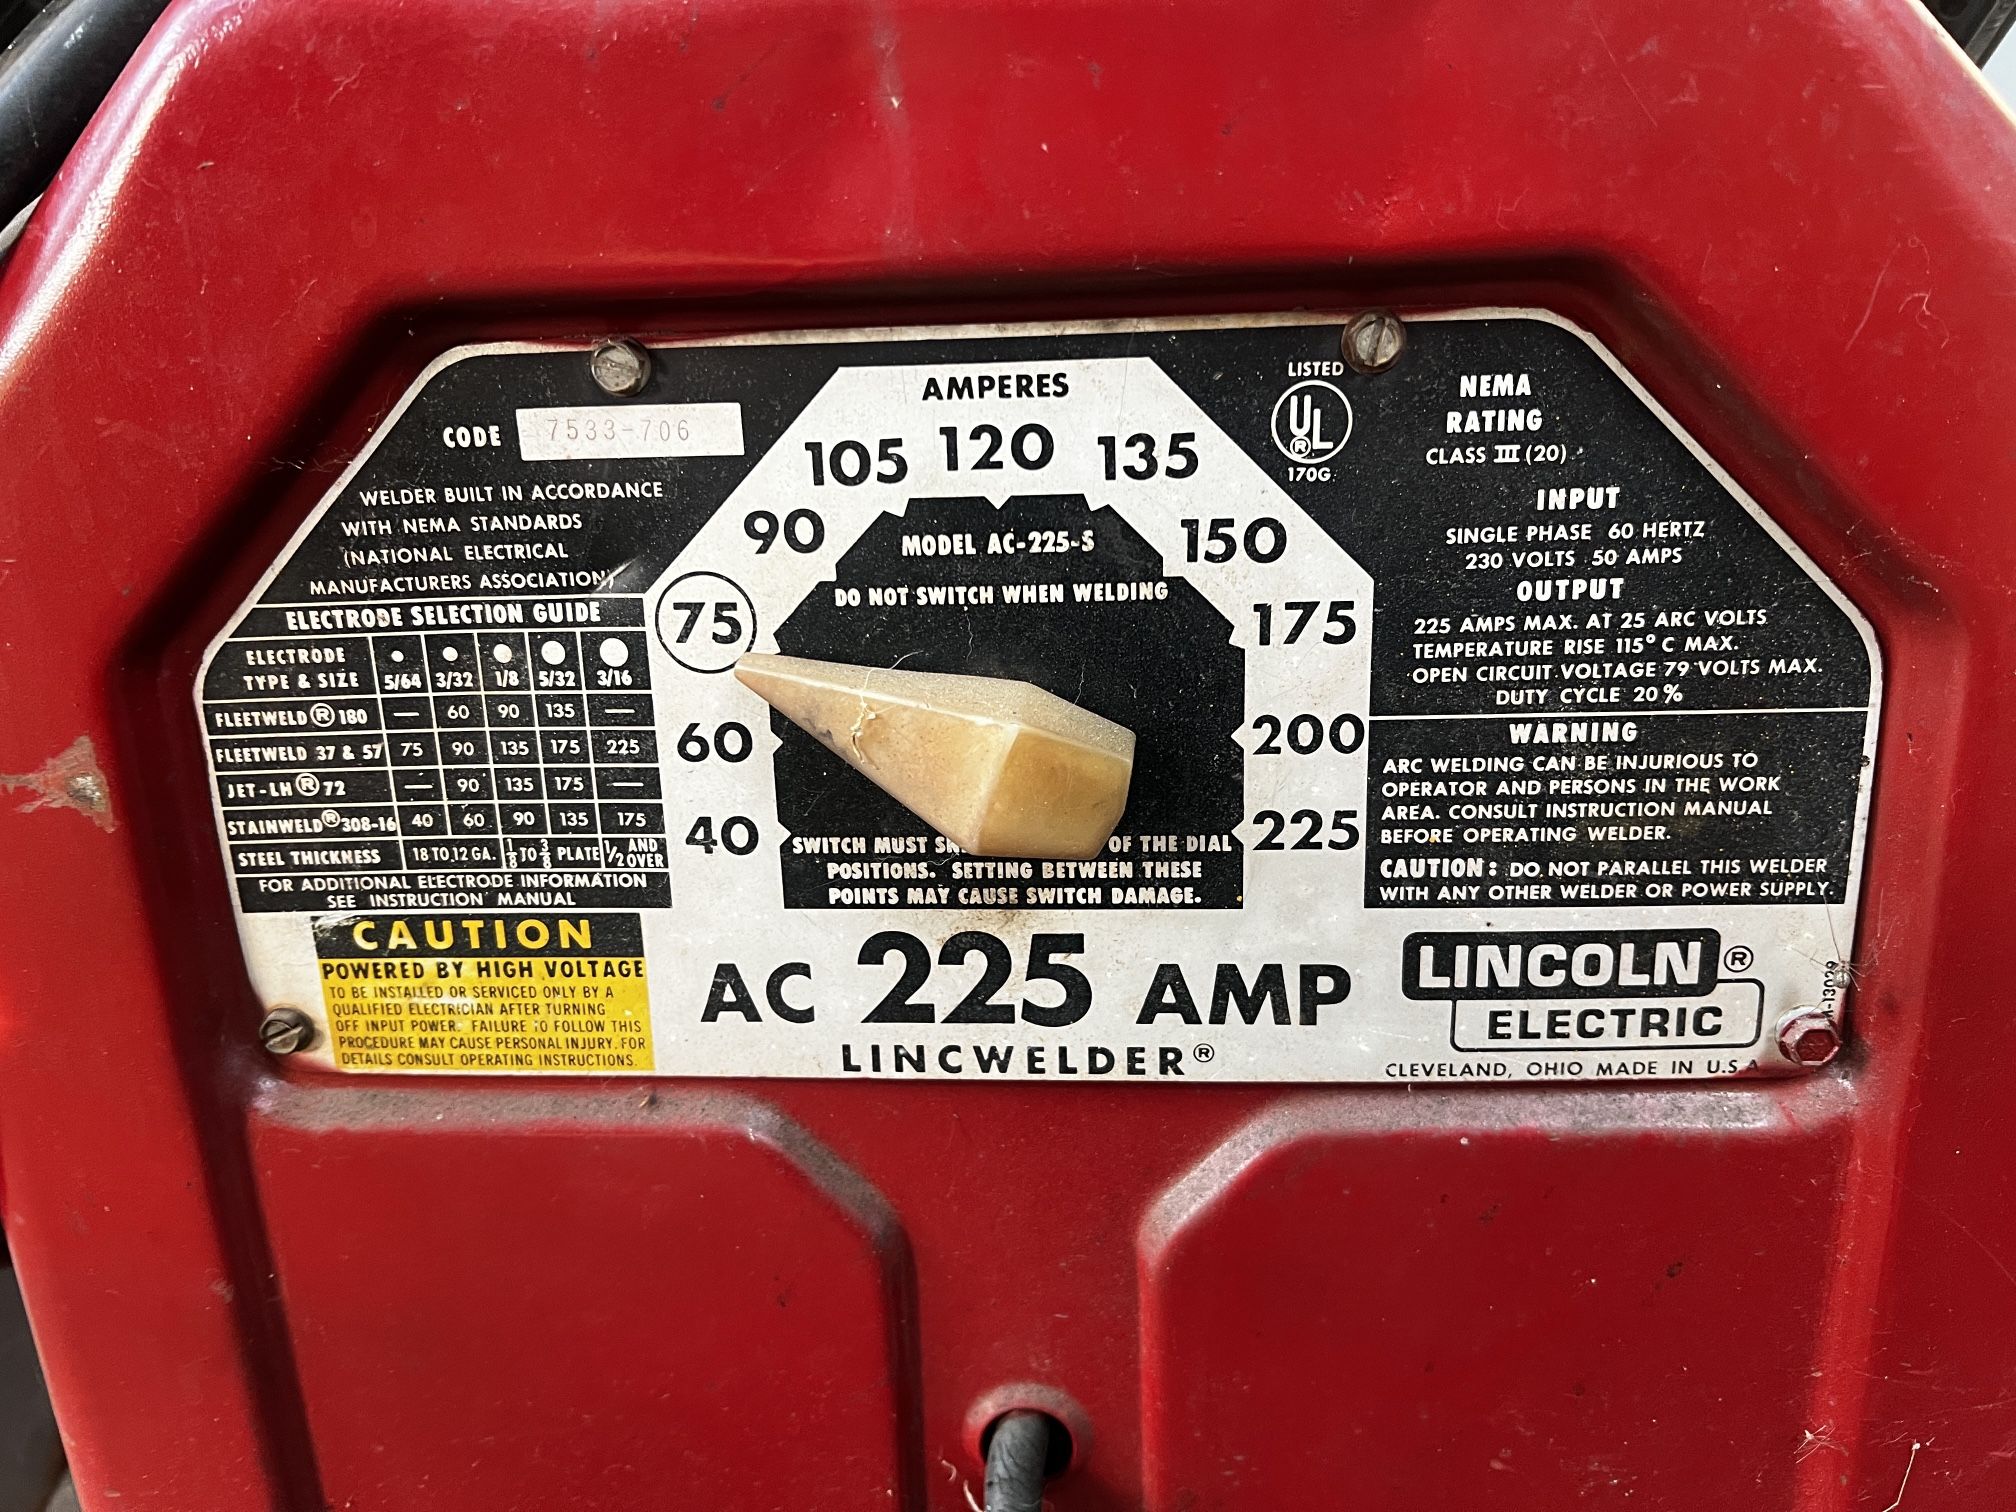 CODE 7533-706
WELDER BUILT IN ACCORDANCE
WITH NEMA STANDARDS
(NATIONAL ELECTRICAL
MANUFACTURERS ASSOCIATION)
ELECTRODE SELECTION GUIDE
ELECTRODE
TYPE & SIZE 5/64 3/32 1/8 5/32 3/16
FLEETWELD ® 180 — 60 90 135 —
FLEETWELD 37 & 57 75 90 135 175 225
JET-LH ® 72 — 90 135 175 —
STAINWELD ® 308-16 40 60 90 135 175
STEEL THICKNESS 18 TO 12 GA. 1/8 TO 3/8 PLATE 1/2 AND OVER
FOR ADDITIONAL ELECTRODE INFORMATION
SEE INSTRUCTION MANUAL
CAUTION
POWERED BY HIGH VOLTAGE
TO BE INSTALLED OR SERVICED ONLY BY A
QUALIFIED ELECTRICIAN AFTER TURNING
OFF INPUT POWER. FAILURE TO FOLLOW THIS
PROCEDURE MAY CAUSE PERSONAL INJURY. FOR
DETAILS CONSULT OPERATING INSTRUCTIONS.
AMPERES
40
60
75
90
105
120
135
150
175
200
225
MODEL AC-225-S
DO NOT SWITCH WHEN WELDING
SWITCH MUST OF THE DIAL
POSITIONS. SETTING BETWEEN THESE
POINTS MAY CAUSE SWITCH DAMAGE.
AC 225 AMP
LINCWELDER®
LISTED
UL
®
170G
NEMA
RATING
CLASS III (20)
INPUT
SINGLE PHASE 60 HERTZ
230 VOLTS 50 AMPS
OUTPUT
225 AMPS MAX. AT 25 ARC VOLTS
TEMPERATURE RISE 115° C MAX.
OPEN CIRCUIT VOLTAGE 79 VOLTS MAX.
DUTY CYCLE 20%
WARNING
ARC WELDING CAN BE INJURIOUS TO
OPERATOR AND PERSONS IN THE WORK
AREA. CONSULT INSTRUCTION MANUAL
BEFORE OPERATING WELDER.
CAUTION: DO NOT PARALLEL THIS WELDER
WITH ANY OTHER WELDER OR POWER SUPPLY.
LINCOLN ®
ELECTRIC
CLEVELAND, OHIO MADE IN U.S.A